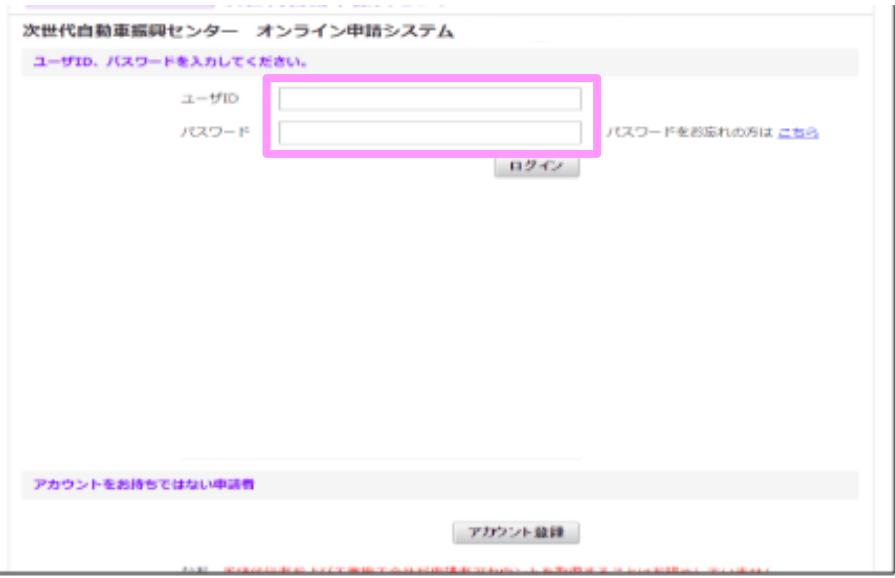 次世代自動車振興センター　オンライン申請システム
ユーザID、パスワードを入力してください。
ユーザID
パスワード
パスワードをお忘れの方は こちら
ログイン
アカウントをお持ちではない申請者
アカウント登録